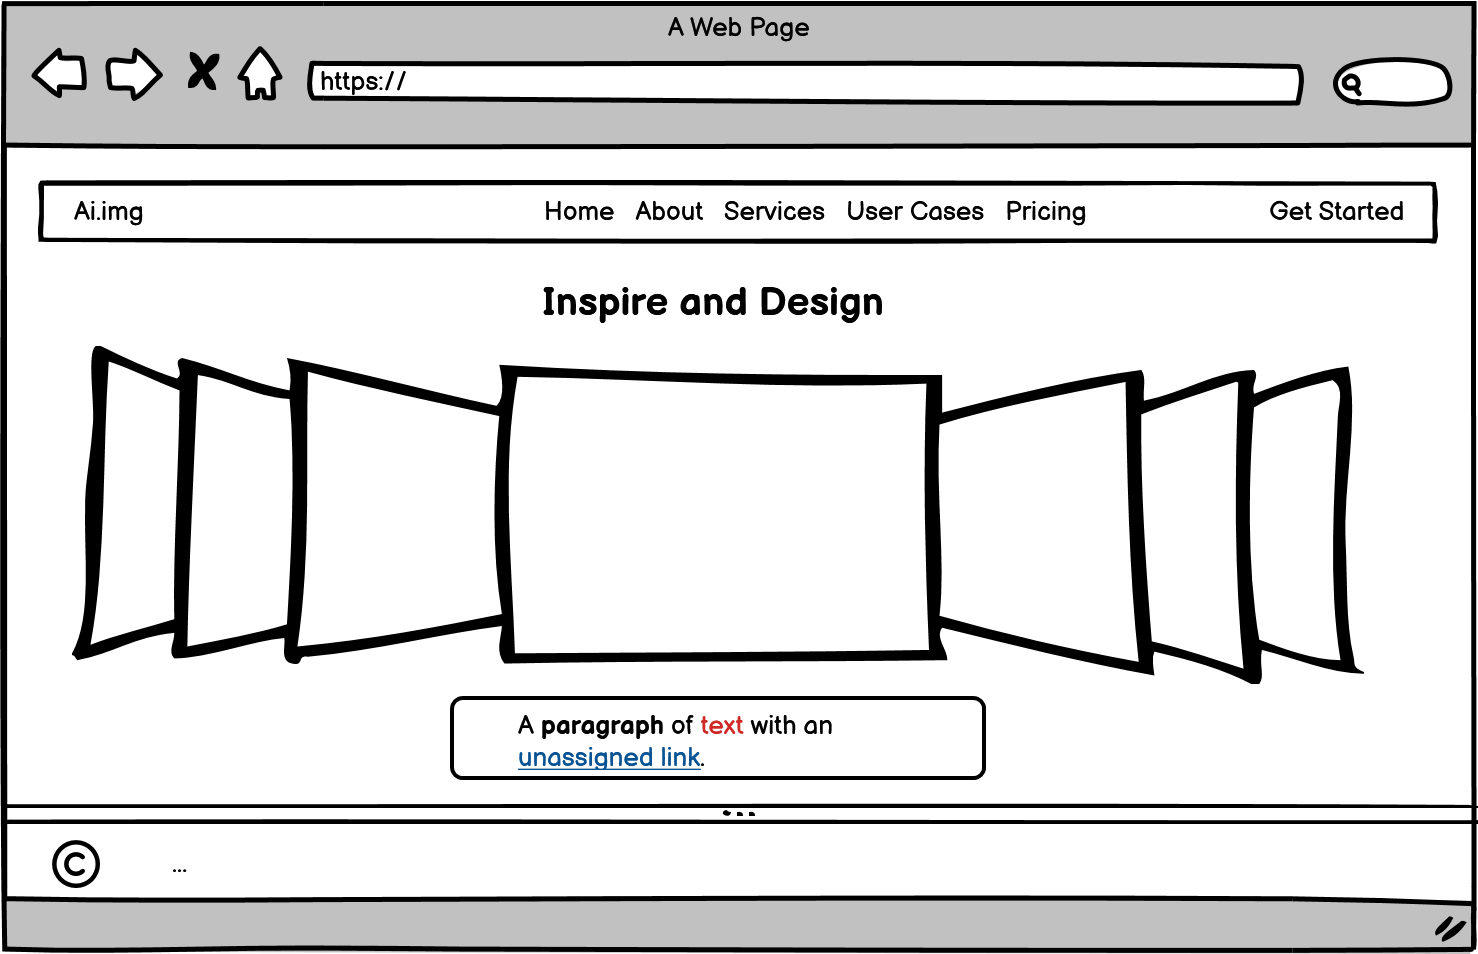 A Web Page
https://
Ai.img Home About Services User Cases Pricing Get Started
Inspire and Design
A paragraph of text with an
unassigned link.
© ...